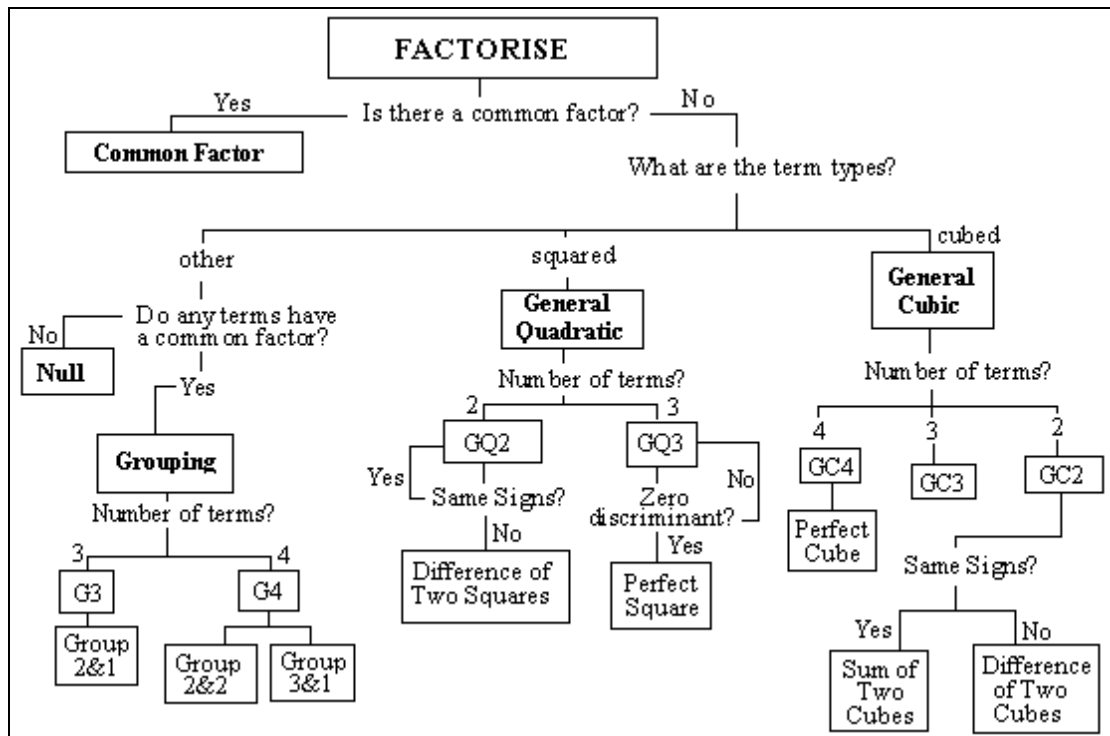 FACTORISE
Yes
Is there a common factor?
No
Common Factor
What are the term types?
other
squared
cubed
Do any terms have
a common factor?
No
Null
Yes
General
Quadratic
General
Cubic
Number of terms?
Number of terms?
2
3
4
3
2
GQ2
GQ3
GC4
GC3
GC2
Grouping
Yes
Same Signs?
No
Zero
discriminant?
No
Yes
Perfect
Cube
Same Signs?
Number of terms?
3
4
G3
G4
Difference of
Two Squares
Perfect
Square
Yes
No
Group
2&1
Group
2&2
Group
3&1
Sum of
Two
Cubes
Difference
of Two
Cubes